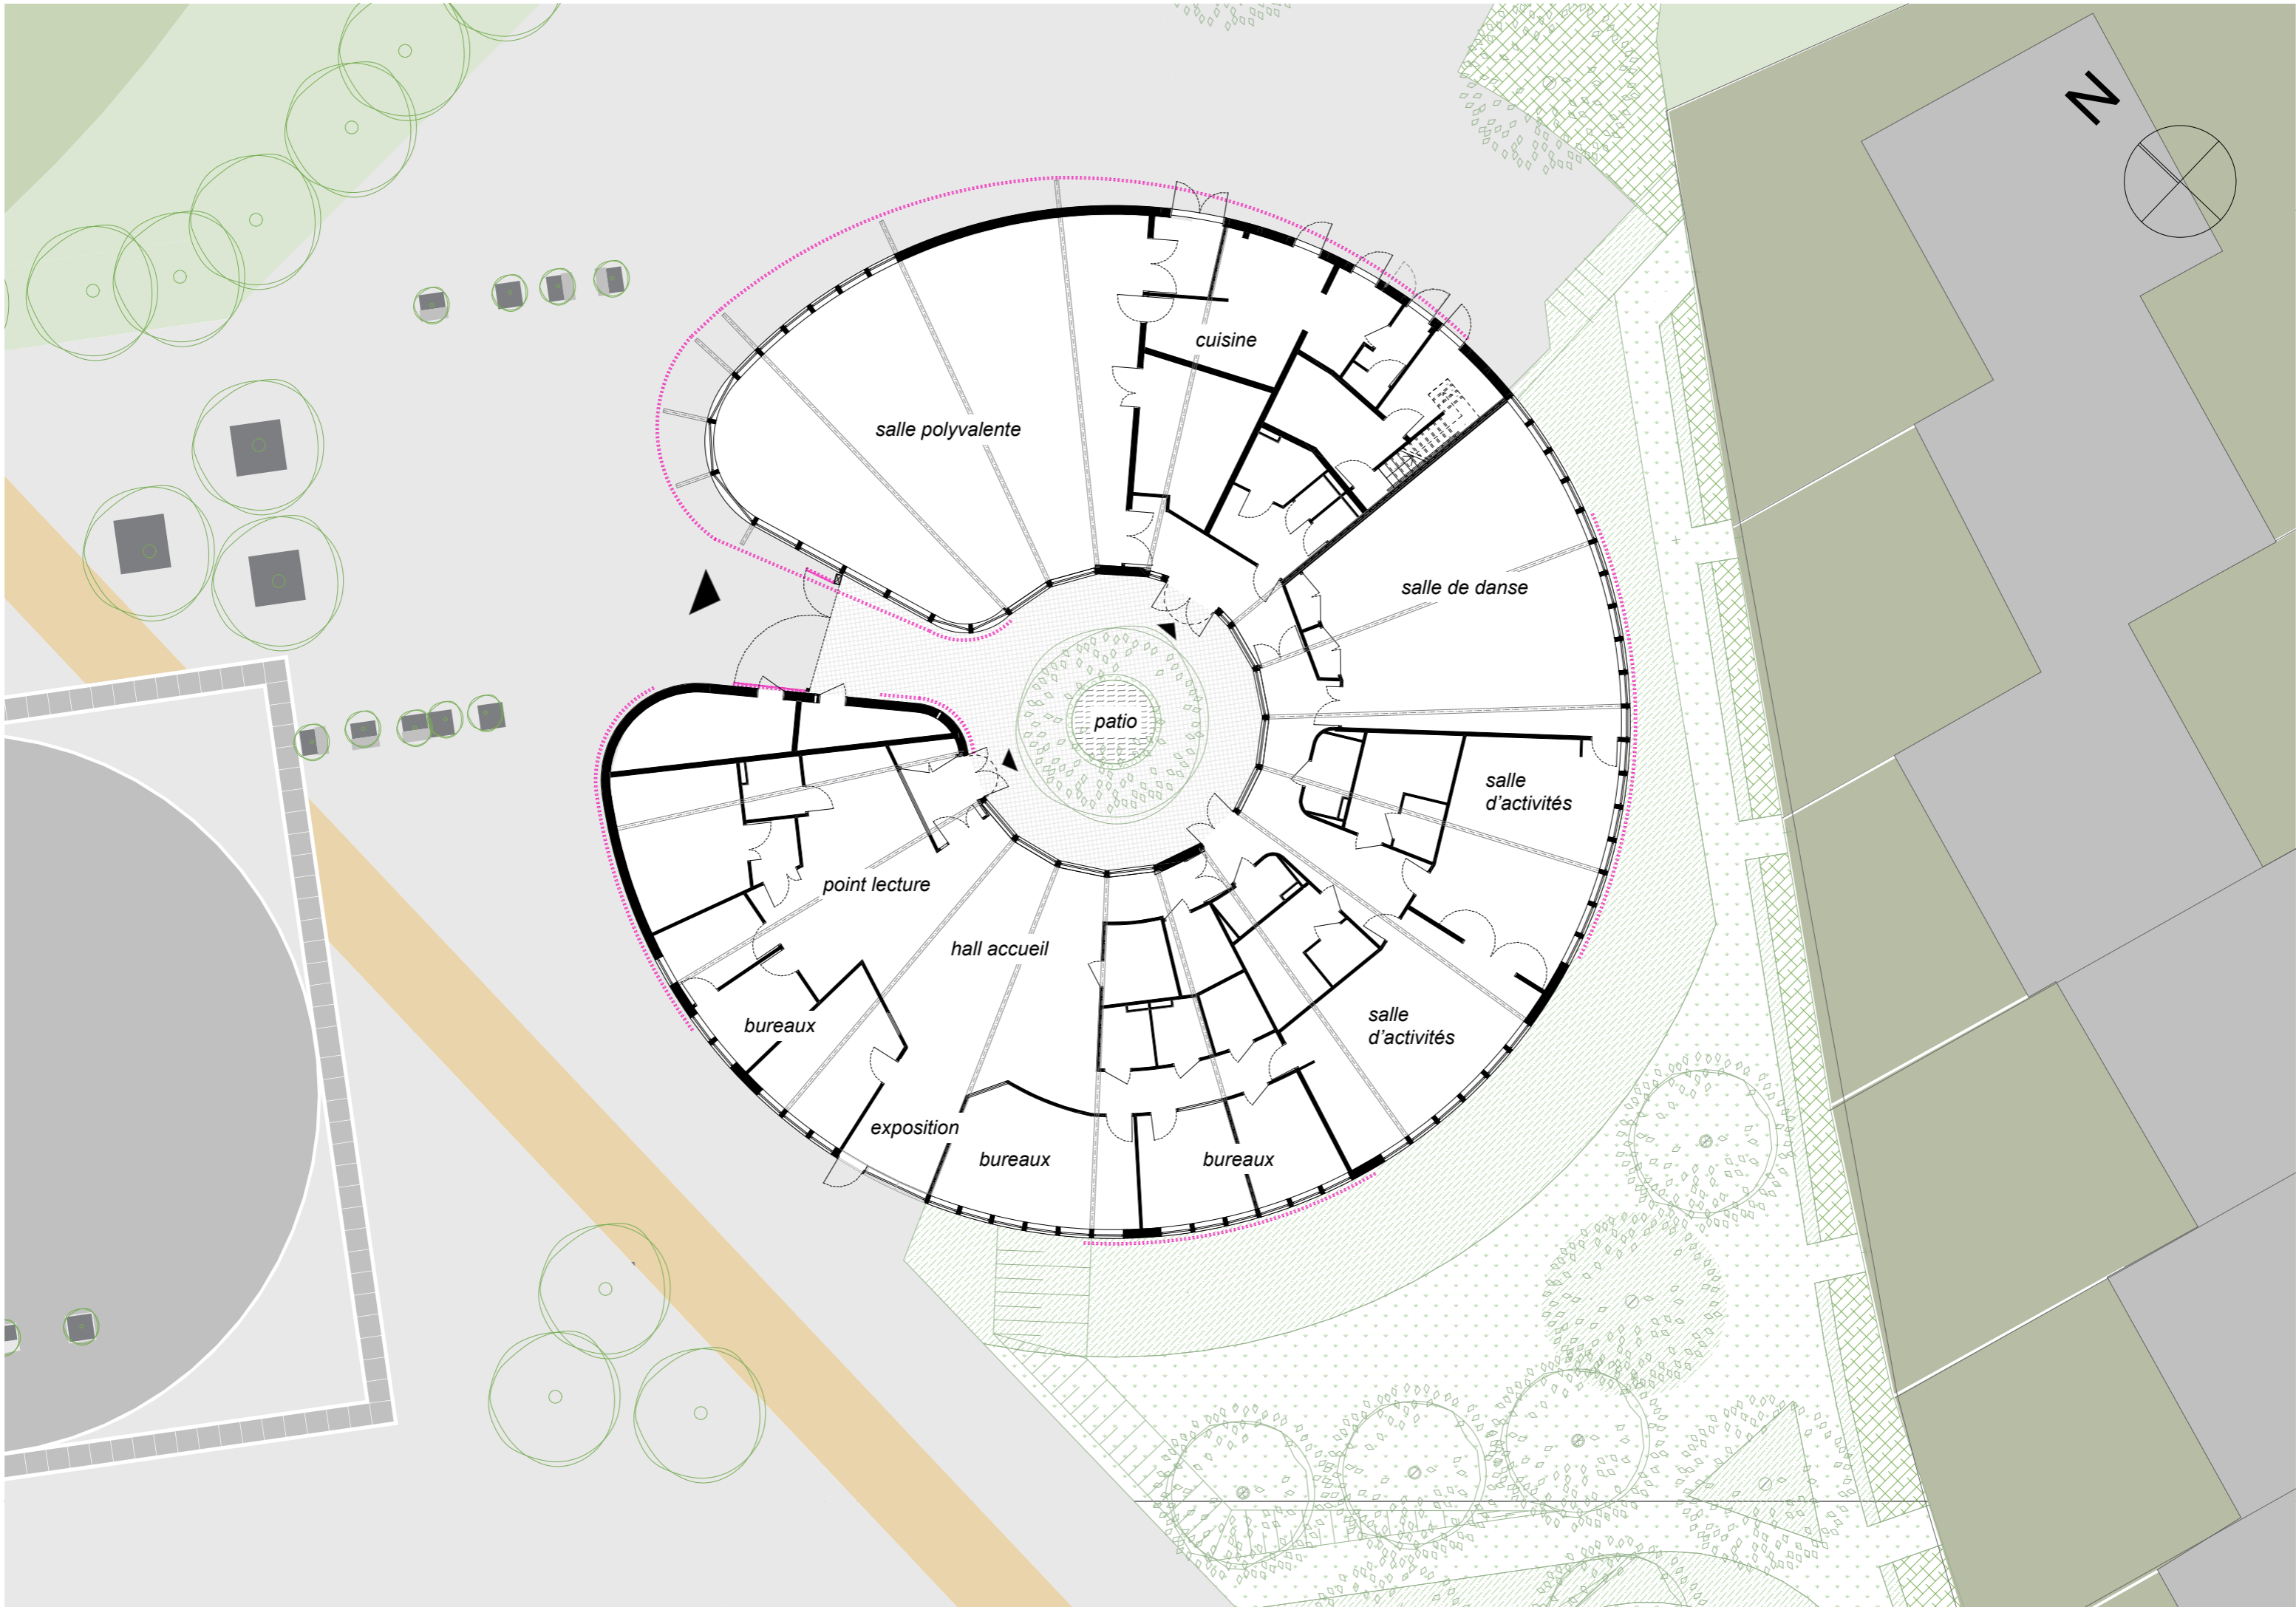 N
cuisine
salle polyvalente
salle de danse
patio
salle
d’activités
point lecture
hall accueil
salle
d’activités
bureaux
exposition
bureaux
bureaux